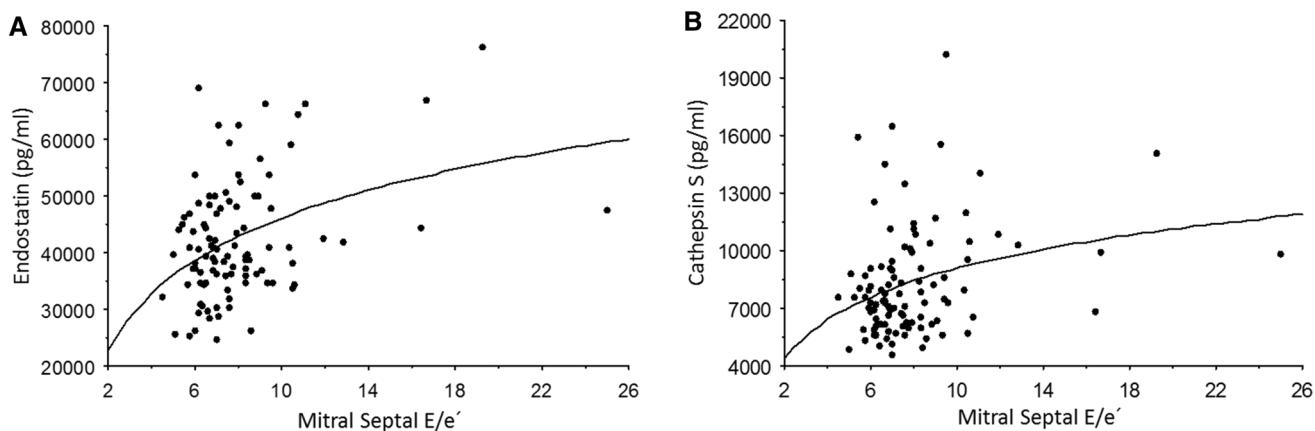 A
80000
70000
60000
50000
40000
30000
20000
Endostatin (pg/ml)
2 6 10 14 18 22 26
Mitral Septal E/e´
B
22000
19000
16000
13000
10000
7000
4000
Cathepsin S (pg/ml)
2 6 10 14 18 22 26
Mitral Septal E/e´